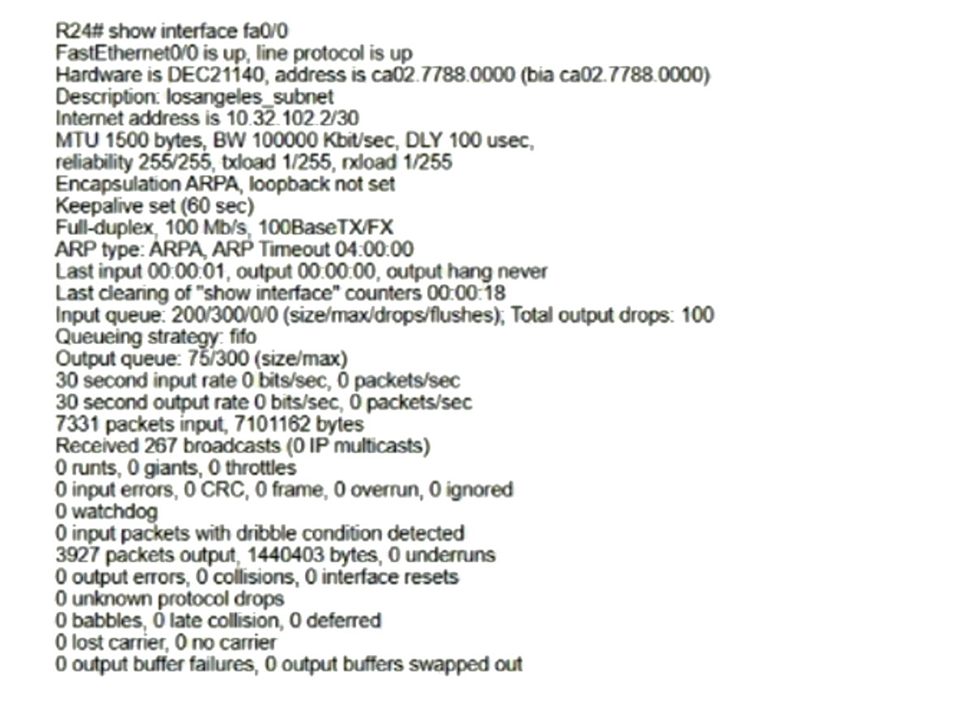 R24# show interface fa0/0
FastEthernet0/0 is up, line protocol is up
Hardware is DEC21140, address is ca02.7788.0000 (bia ca02.7788.0000)
Description: losangeles_subnet
Internet address is 10.32.102.2/30
MTU 1500 bytes, BW 100000 Kbit/sec, DLY 100 usec,
reliability 255/255, txload 1/255, rxload 1/255
Encapsulation ARPA, loopback not set
Keepalive set (60 sec)
Full-duplex, 100 Mb/s, 100BaseTX/FX
ARP type: ARPA, ARP Timeout 04:00:00
Last input 00:00:01, output 00:00:00, output hang never
Last clearing of "show interface" counters 00:00:18
Input queue: 200/300/0/0 (size/max/drops/flushes); Total output drops: 100
Queueing strategy: fifo
Output queue: 75/300 (size/max)
30 second input rate 0 bits/sec, 0 packets/sec
30 second output rate 0 bits/sec, 0 packets/sec
7331 packets input, 7101162 bytes
Received 267 broadcasts (0 IP multicasts)
0 runts, 0 giants, 0 throttles
0 input errors, 0 CRC, 0 frame, 0 overrun, 0 ignored
0 watchdog
0 input packets with dribble condition detected
3927 packets output, 1440403 bytes, 0 underruns
0 output errors, 0 collisions, 0 interface resets
0 unknown protocol drops
0 babbles, 0 late collision, 0 deferred
0 lost carrier, 0 no carrier
0 output buffer failures, 0 output buffers swapped out